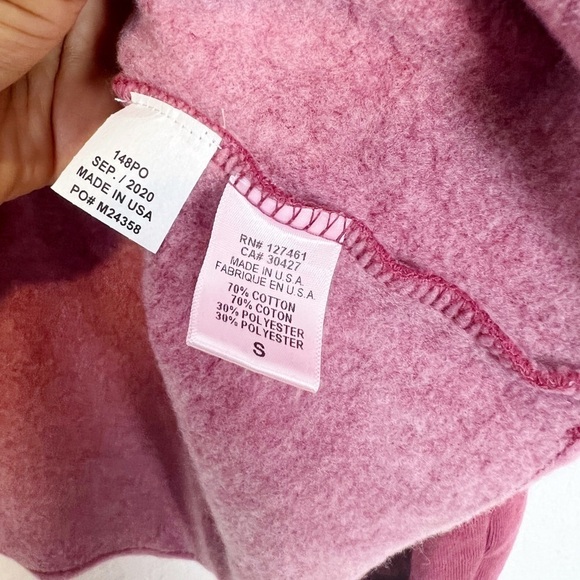 148PO
SEP. / 2020
MADE IN USA
PO# M24358
RN# 127461
CA# 30427
MADE IN U.S.A.
FABRIQUE EN U.S.A.
70% COTTON
70% COTON
30% POLYESTER
30% POLYESTER
S